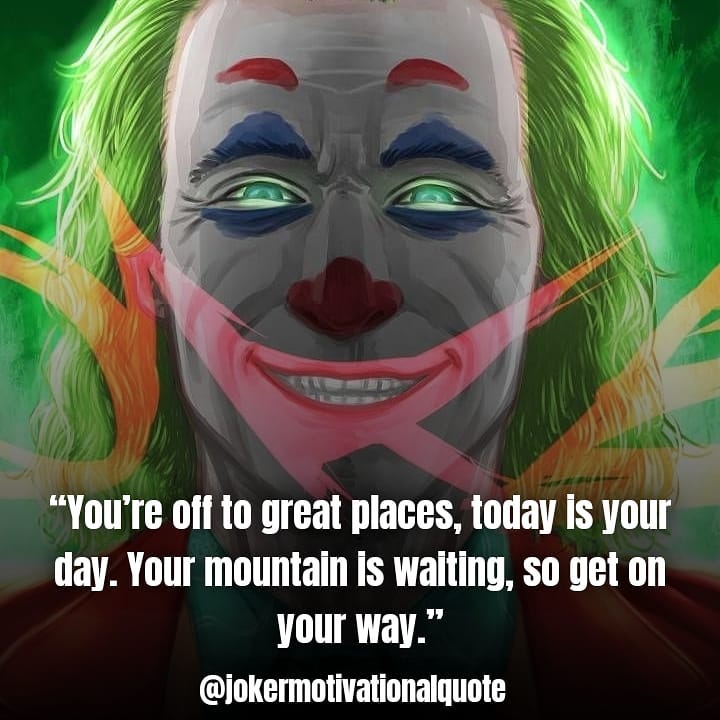 “You’re off to great places, today is your
day. Your mountain is waiting, so get on
your way.”
@jokermotivationalquote